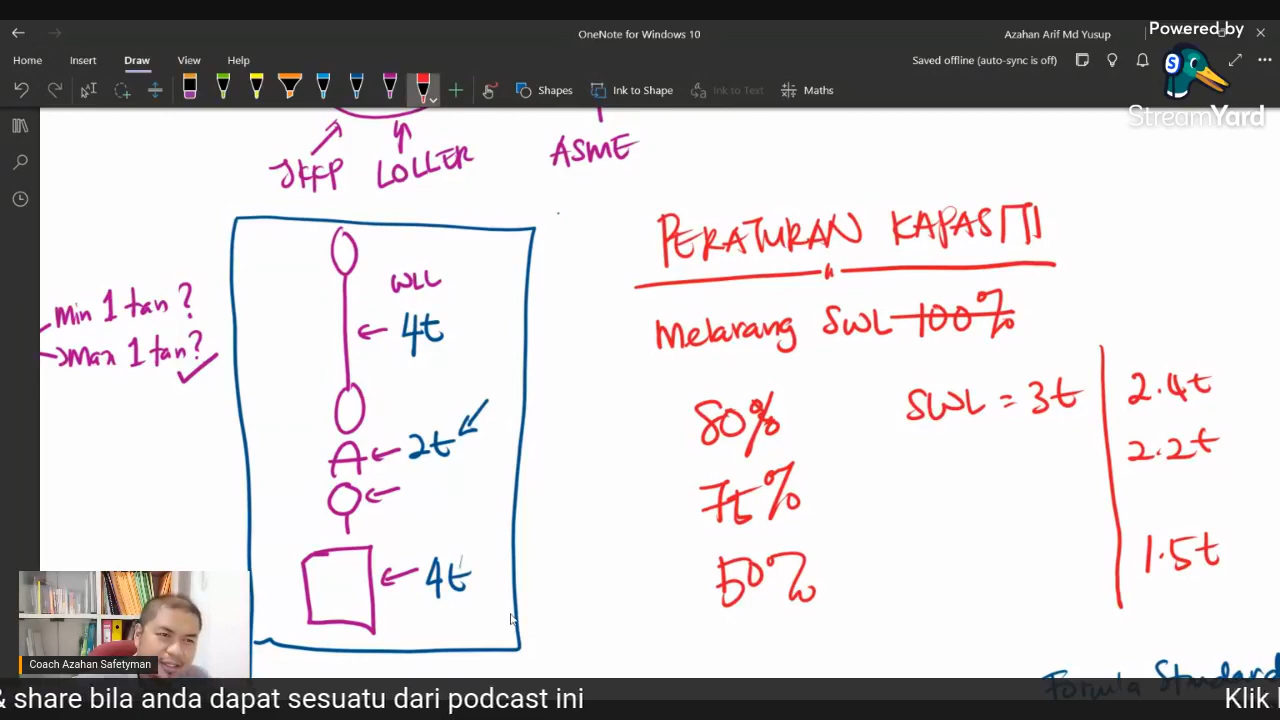 OneNote for Windows 10
Azahan Arif Md Yusup
Powered by
Home Insert Draw View Help
Saved offline (auto-sync is off)
Shapes
Ink to Shape
Ink to Text
Maths
StreamYard
JKKP LOLLER
ASME
PERATURAN KAPASITI
Melarang SWL 100%
Min 1 tan?
Max 1 tan?
WLL
4t
2t
4t
80%
75%
50%
SWL = 3t
2.4t
2.2t
1.5t
Coach Azahan Safetyman
Formula Standard
& share bila anda dapat sesuatu dari podcast ini
Klik